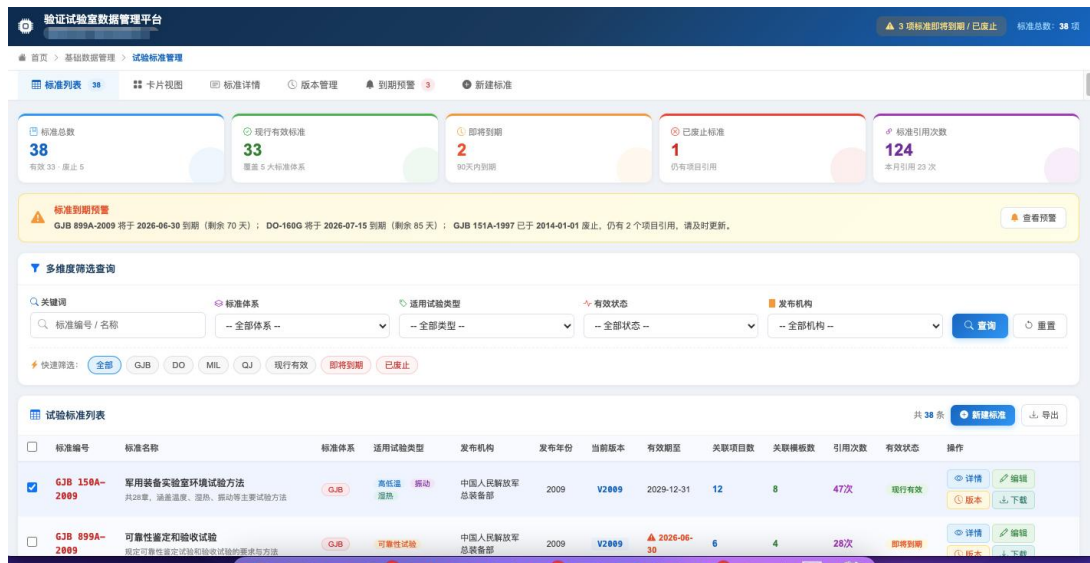 验证试验室数据管理平台
3 项标准即将到期 / 已废止
标准总数: 38 项
首页 > 基础数据管理 > 试验标准管理
标准列表 38
卡片视图
标准详情
版本管理
到期预警 3
新建标准
标准总数
38
有效 33 · 废止 5
现行有效标准
33
覆盖 5 大标准体系
即将到期
2
90天内到期
已废止标准
1
仍有项目引用
标准引用次数
124
本月引用 23 次
标准到期预警
GJB 899A-2009 将于 2026-06-30 到期（剩余 70 天）； DO-160G 将于 2026-07-15 到期（剩余 85 天）； GJB 151A-1997 已于 2014-01-01 废止，仍有 2 个项目引用，请及时更新。
查看预警
多维度筛选查询
关键词
标准体系
适用试验类型
有效状态
发布机构
标准编号 / 名称
-- 全部体系 --
-- 全部类型 --
-- 全部状态 --
-- 全部机构 --
查询
重置
快速筛选: 全部 GJB DO MIL QJ 现行有效 即将到期 已废止
试验标准列表
共 38 条
新建标准
导出
标准编号 标准名称 标准体系 适用试验类型 发布机构 发布年份 当前版本 有效期至 关联项目数 关联模板数 引用次数 有效状态 操作
GJB 150A-
2009
军用装备实验室环境试验方法
共28章，涵盖温度、湿热、振动等主要试验方法
GJB
高低温 振动
湿热
中国人民解放军
总装备部
2009
V2009
2029-12-31
12
8
47次
现行有效
详情 编辑
版本 下载
GJB 899A-
2009
可靠性鉴定和验收试验
规定可靠性鉴定试验和验收试验的要求与方法
GJB
可靠性试验
中国人民解放军
总装备部
2009
V2009
2026-06-
30
6
4
28次
即将到期
详情 编辑
版本 下载